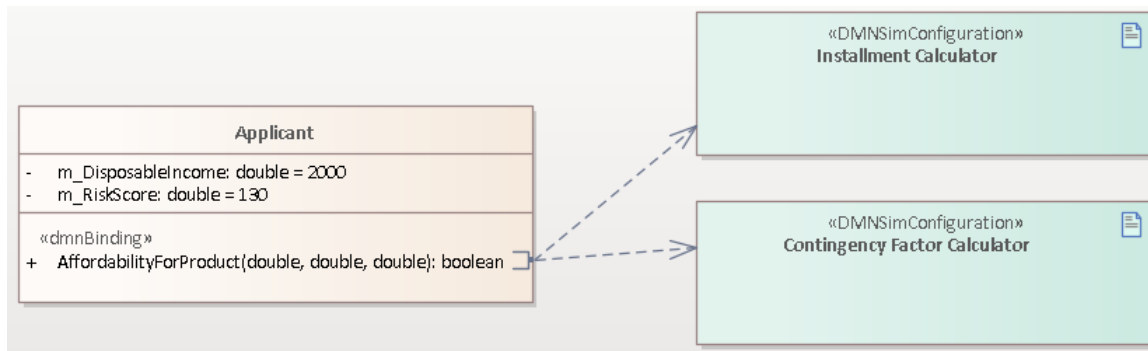 «DMNSimConfiguration»
Installment Calculator
Applicant
- m_DisposableIncome: double = 2000
- m_RiskScore: double = 130
«dmnBinding»
+ AffordabilityForProduct(double, double, double): boolean
«DMNSimConfiguration»
Contingency Factor Calculator